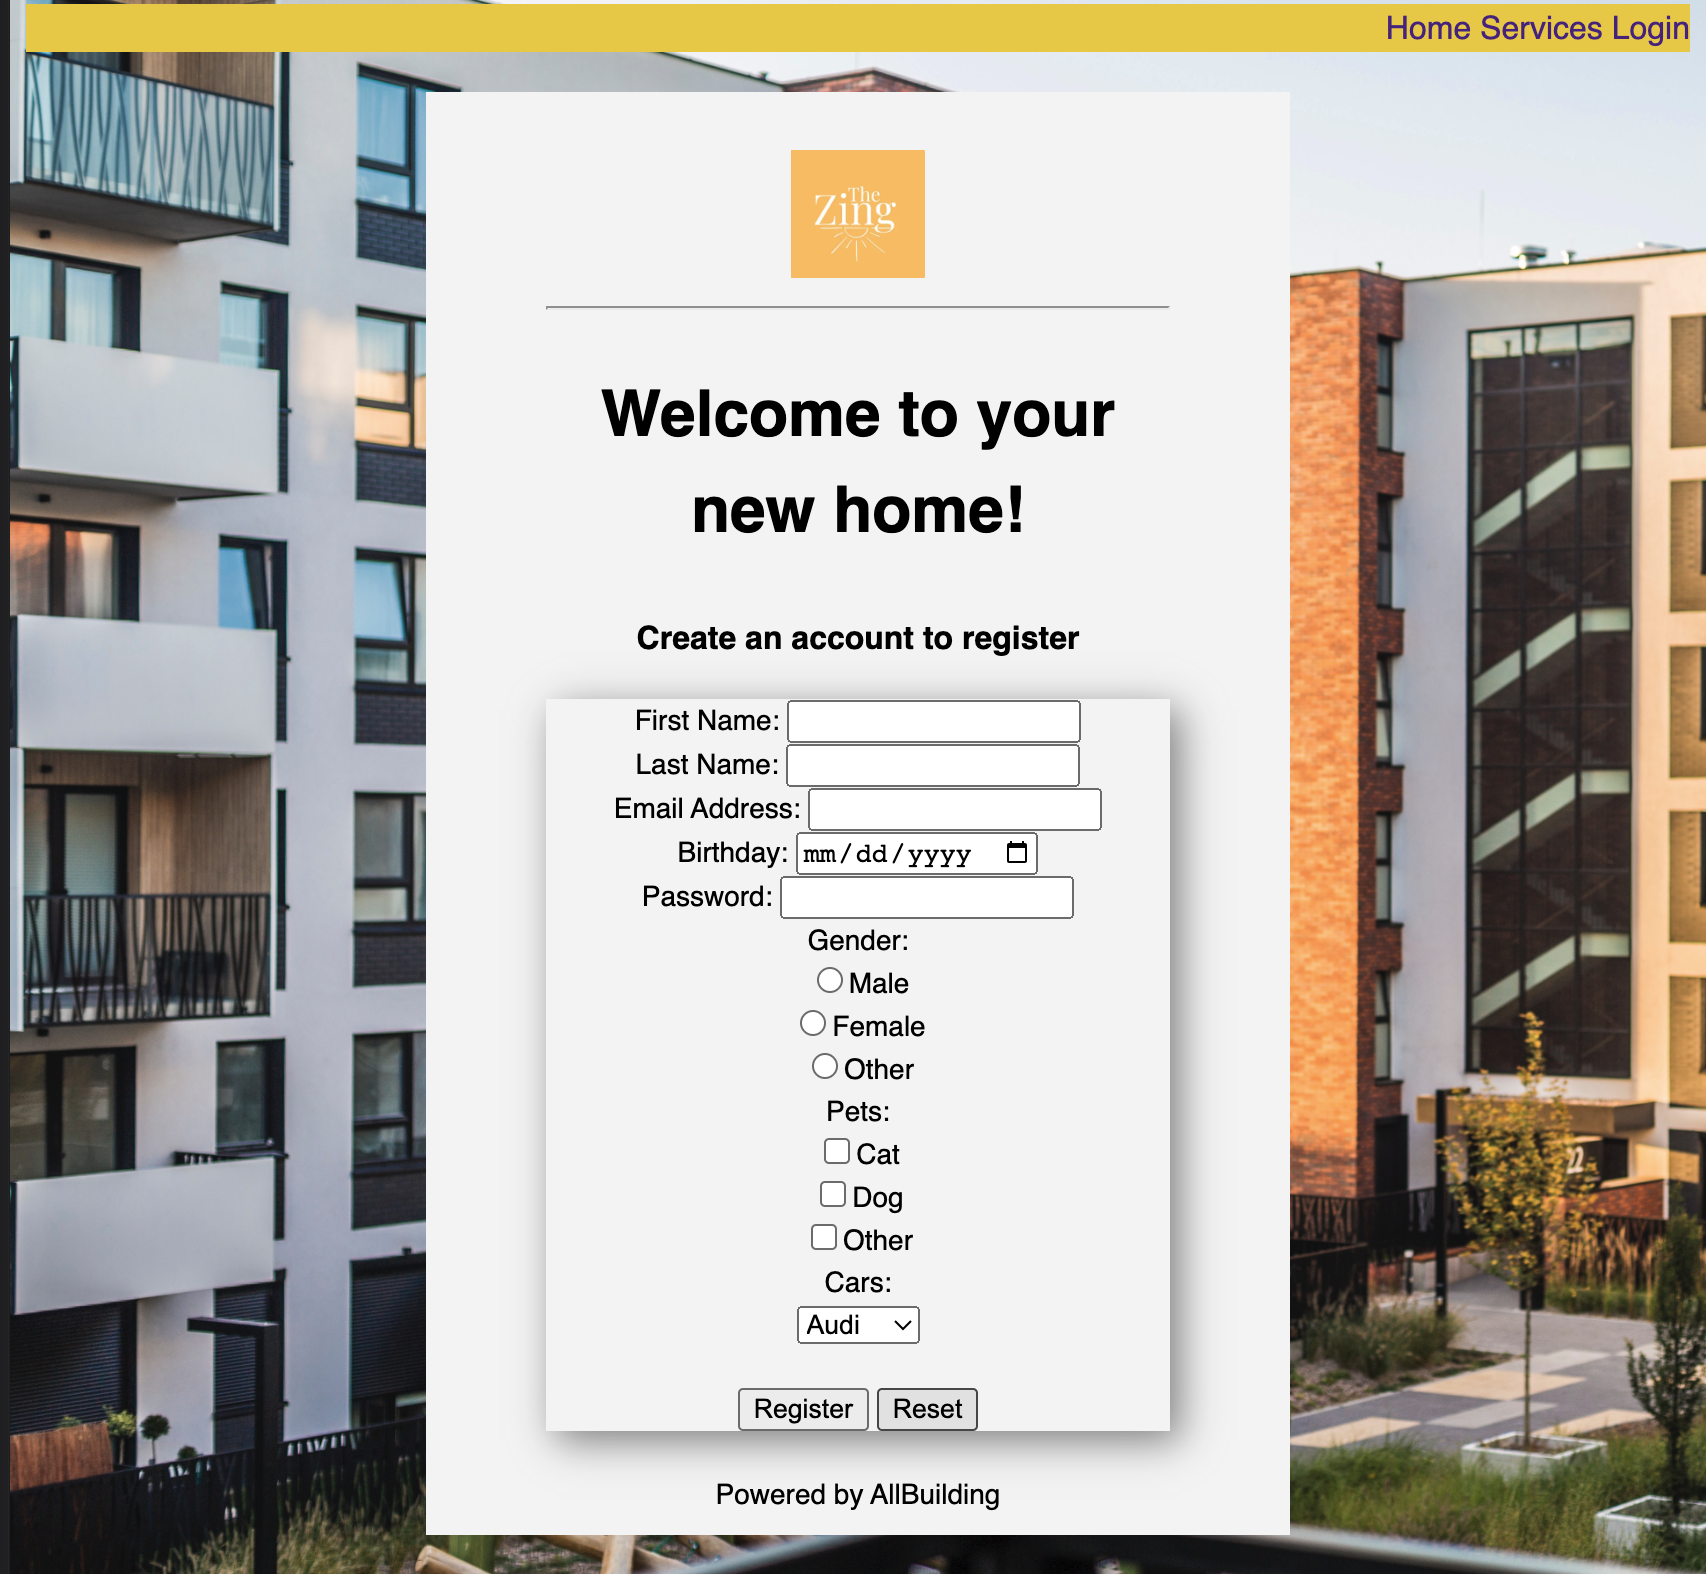 Home Services Login
The
Zing
Welcome to your
new home!
Create an account to register
First Name:
Last Name:
Email Address:
Birthday: mm/dd/yyyy
Password:
Gender:
Male
Female
Other
Pets:
Cat
Dog
Other
Cars:
Audi
Register Reset
Powered by AllBuilding
22